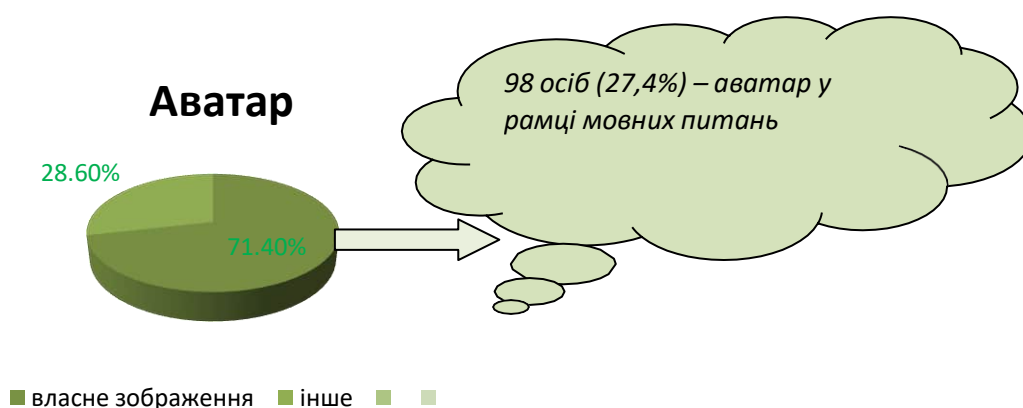 Аватар
98 осіб (27,4%) – аватар у
рамці мовних питань
28.60%
71.40%
власне зображення інше